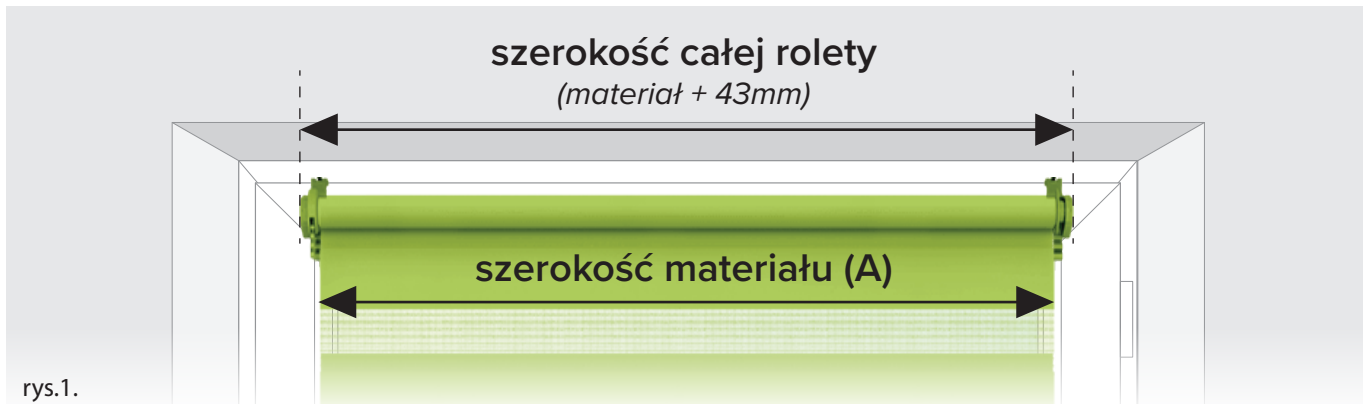 szerokość całej rolety
(materiał + 43mm)
szerokość materiału (A)
rys.1.